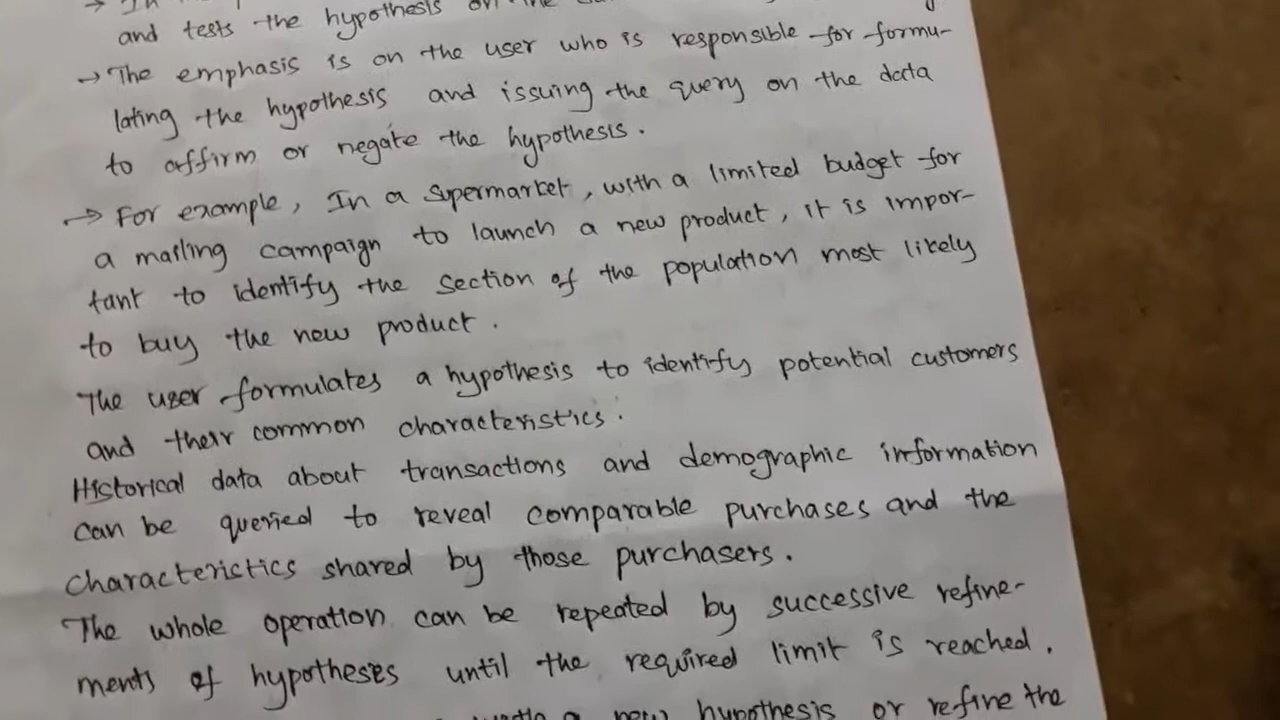 → In
and tests the hypothesis on the
→ The emphasis is on the user who is responsible for formu-
lating the hypothesis and issuing the query on the data
to affirm or negate the hypothesis.
→ For example, In a supermarket, with a limited budget for
a mailing campaign to launch a new product, it is impor-
tant to identify the section of the population most likely
to buy the new product.
The user formulates a hypothesis to identify potential customers
and their common characteristics.
Historical data about transactions and demographic information
can be queried to reveal comparable purchases and the
characteristics shared by those purchasers.
The whole operation can be repeated by successive refine-
ments of hypotheses until the required limit is reached.
a new hypothesis or refine the